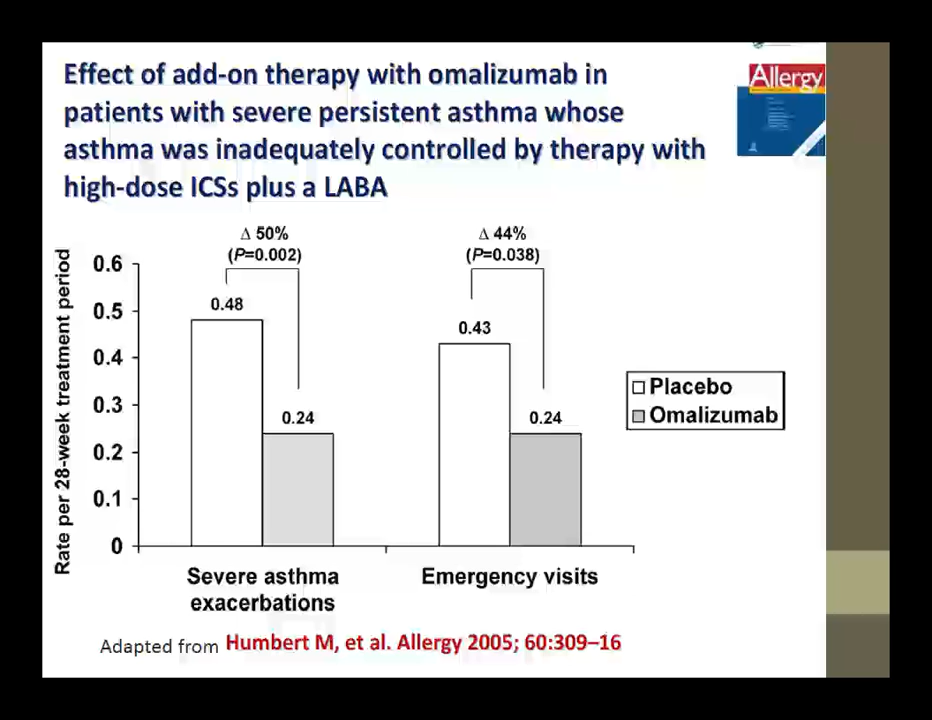 Effect of add-on therapy with omalizumab in
patients with severe persistent asthma whose
asthma was inadequately controlled by therapy with
high-dose ICSs plus a LABA
Allergy
Δ 50%
(P=0.002)
Δ 44%
(P=0.038)
Rate per 28-week treatment period
0.6
0.5
0.4
0.3
0.2
0.1
0
0.48
0.24
0.43
0.24
Placebo
Omalizumab
Severe asthma
exacerbations
Emergency visits
Adapted from Humbert M, et al. Allergy 2005; 60:309–16